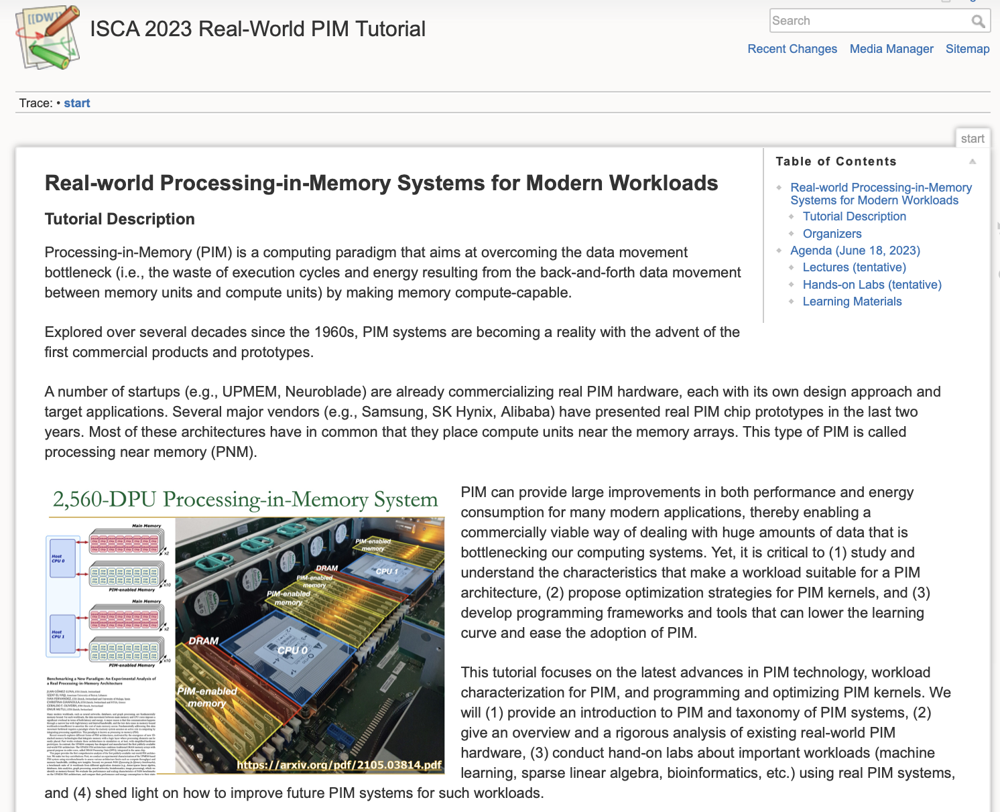 [[DW]]
ISCA 2023 Real-World PIM Tutorial
Search
Recent Changes Media Manager Sitemap
Trace: • start
start
Table of Contents
Real-world Processing-in-Memory
Systems for Modern Workloads
Tutorial Description
Organizers
Agenda (June 18, 2023)
Lectures (tentative)
Hands-on Labs (tentative)
Learning Materials
Real-world Processing-in-Memory Systems for Modern Workloads
Tutorial Description
Processing-in-Memory (PIM) is a computing paradigm that aims at overcoming the data movement
bottleneck (i.e., the waste of execution cycles and energy resulting from the back-and-forth data movement
between memory units and compute units) by making memory compute-capable.
Explored over several decades since the 1960s, PIM systems are becoming a reality with the advent of the
first commercial products and prototypes.
A number of startups (e.g., UPMEM, Neuroblade) are already commercializing real PIM hardware, each with its own design approach and
target applications. Several major vendors (e.g., Samsung, SK Hynix, Alibaba) have presented real PIM chip prototypes in the last two
years. Most of these architectures have in common that they place compute units near the memory arrays. This type of PIM is called
processing near memory (PNM).
2,560-DPU Processing-in-Memory System
Main Memory
Host
CPU 0
x2
x10
PIM-enabled Memory
Main Memory
Host
CPU 1
x2
x10
PIM-enabled Memory
Benchmarking a New Paradigm: An Experimental Analysis of
a Real Processing-in-Memory Architecture
PIM-enabled
memory
CPU 1
DRAM
PIM-enabled
memory
PIM-enabled
memory
DRAM
CPU 0
PIM-enabled
memory
https://arxiv.org/pdf/2105.03814.pdf
PIM can provide large improvements in both performance and energy
consumption for many modern applications, thereby enabling a
commercially viable way of dealing with huge amounts of data that is
bottlenecking our computing systems. Yet, it is critical to (1) study and
understand the characteristics that make a workload suitable for a PIM
architecture, (2) propose optimization strategies for PIM kernels, and (3)
develop programming frameworks and tools that can lower the learning
curve and ease the adoption of PIM.
This tutorial focuses on the latest advances in PIM technology, workload
characterization for PIM, and programming and optimizing PIM kernels. We
will (1) provide an introduction to PIM and taxonomy of PIM systems, (2)
give an overview and a rigorous analysis of existing real-world PIM
hardware, (3) conduct hand-on labs about important workloads (machine
learning, sparse linear algebra, bioinformatics, etc.) using real PIM systems,
and (4) shed light on how to improve future PIM systems for such workloads.